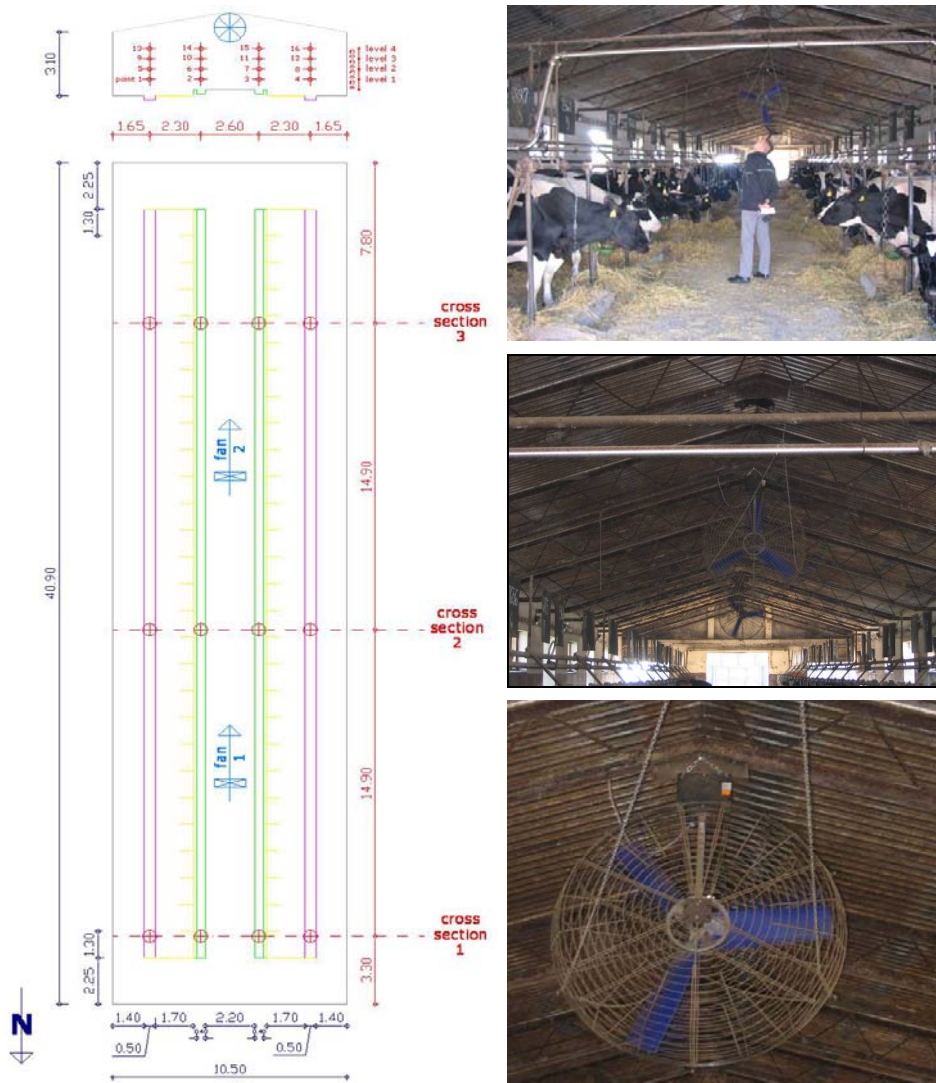 13 14 15 16 level 4
9 10 11 12 level 3
5 6 7 8 level 2
point 1 2 3 4 level 1
3.10
1.65 2.30 2.60 2.30 1.65
2.25
1.30
7.80
cross
section
3
fan
2
14.90
40.90
cross
section
2
fan
1
14.90
cross
section
1
1.30
2.25
3.30
N
1.40 1.70 2.20 1.70 1.40
0.50 0.50
10.50